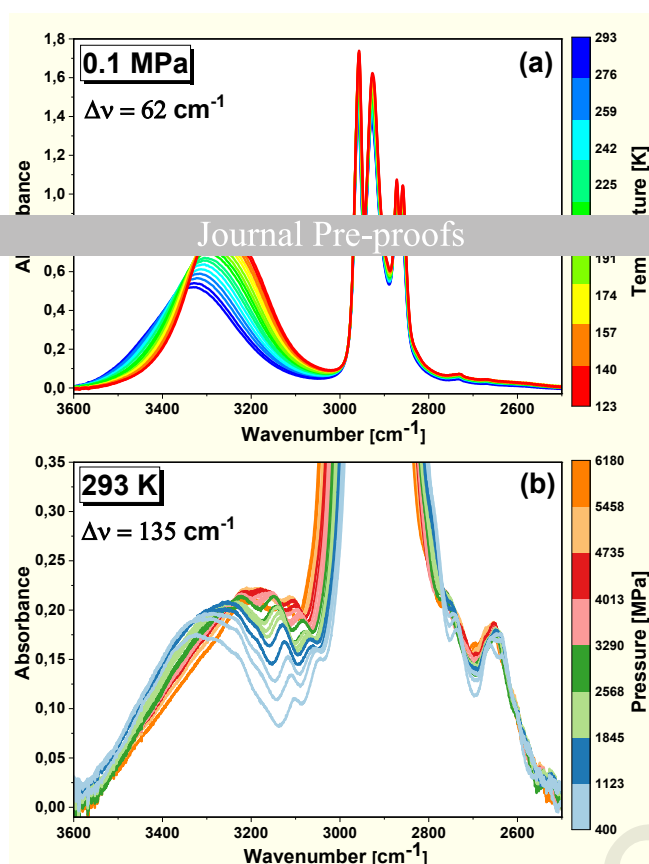 0.1 MPa
(a)
Δν = 62 cm⁻¹
1,8
1,6
1,4
1,2
1,0
0,6
0,4
0,2
0,0
3600 3400 3200 3000 2800 2600
Wavenumber [cm⁻¹]
293
276
259
242
225
191
174
157
140
123
Journal Pre-proofs
293 K
(b)
Δν = 135 cm⁻¹
Absorbance
0,35
0,30
0,25
0,20
0,15
0,10
0,05
0,00
3600 3400 3200 3000 2800 2600
Wavenumber [cm⁻¹]
6180
5458
4735
4013
3290
2568
1845
1123
400
Pressure [MPa]